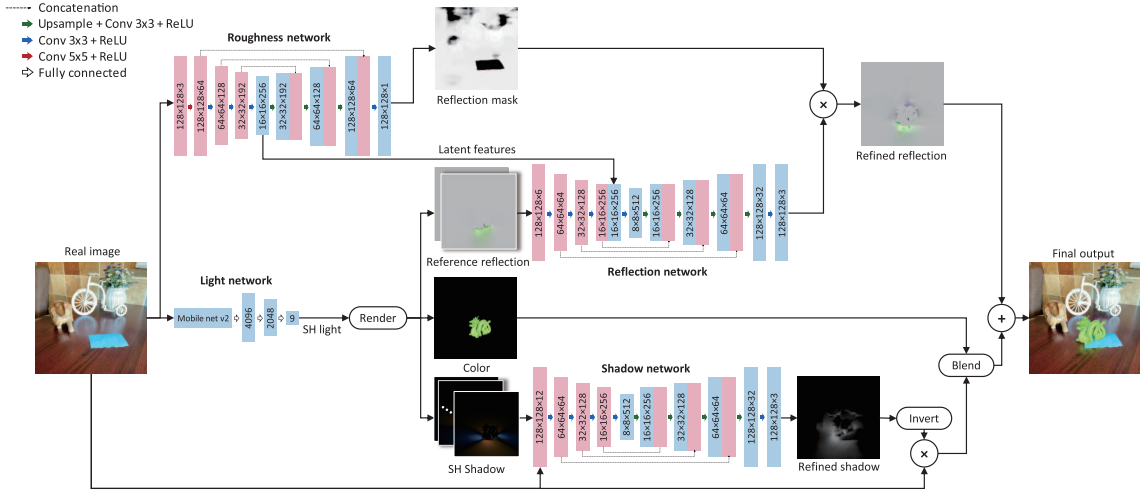 Concatenation
Upsample + Conv 3x3 + ReLU
Conv 3x3 + ReLU
Conv 5x5 + ReLU
Fully connected
Roughness network
128×128×3
128×128×64
64×64×128
32×32×192
16×16×256
32×32×192
64×64×128
128×128×64
128×128×1
Reflection mask
×
Refined reflection
Latent features
Reference reflection
128×128×6
64×64×64
32×32×128
16×16×256
16×16×256
8×8×512
16×16×256
32×32×128
64×64×64
128×128×32
128×128×3
Reflection network
Real image
Light network
Mobile net v2
4096
2048
9
SH light
Render
Color
Final output
+
Blend
Shadow network
SH Shadow
128×128×12
64×64×64
32×32×128
16×16×256
8×8×512
16×16×256
32×32×128
64×64×64
128×128×32
128×128×3
Refined shadow
Invert
×